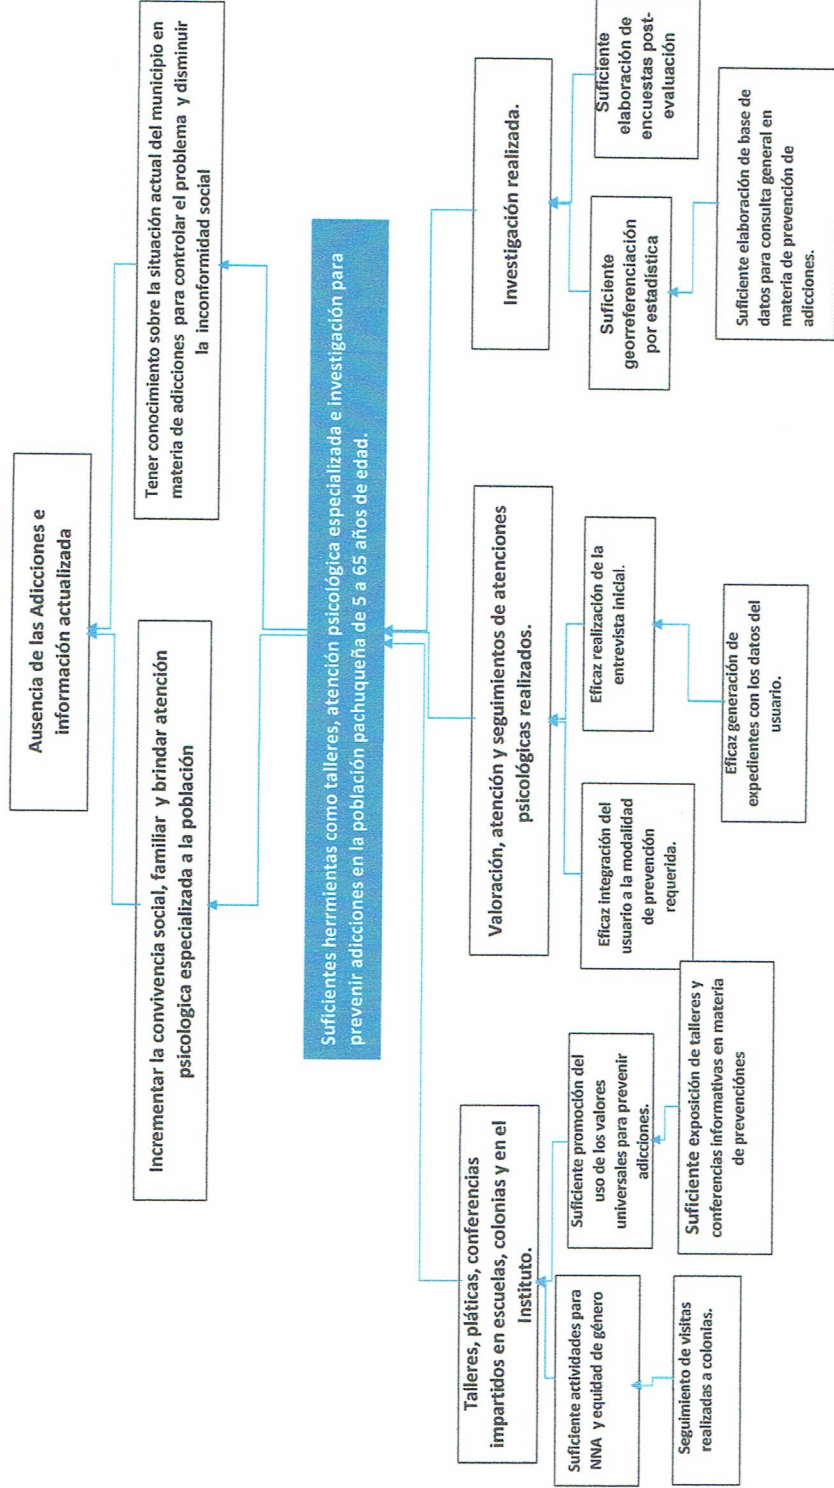 Ausencia de las Adicciones e
información actualizada
Incrementar la convivencia social, familiar y brindar atención
psicologica especializada a la población
Tener conocimiento sobre la situación actual del municipio en
materia de adicciones para controlar el problema y disminuir
la inconformidad social
Suficientes herrmientas como talleres, atención psicológica especializada e investigación para
prevenir adicciones en la población pachuqueña de 5 a 65 años de edad.
Talleres, pláticas, conferencias
impartidos en escuelas, colonias y en el
Instituto.
Valoración, atención y seguimientos de atenciones
psicológicas realizados.
Investigación realizada.
Suficiente actividades para
NNA y equidad de género
Suficiente promoción del
uso de los valores
universales para prevenir
adicciones.
Eficaz integración del
usuario a la modalidad
de prevención
requerida.
Eficaz realización de la
entrevista inicial.
Suficiente
georreferenciación
por estadística
Suficiente
elaboración de
encuestas post-
evaluación
Seguimiento de visitas
realizadas a colonias.
Suficiente exposición de talleres y
conferencias informativas en materia
de prevenciónes
Eficaz generación de
expedientes con los datos del
usuario.
Suficiente elaboración de base de
datos para consulta general en
materia de prevención de
adicciones.